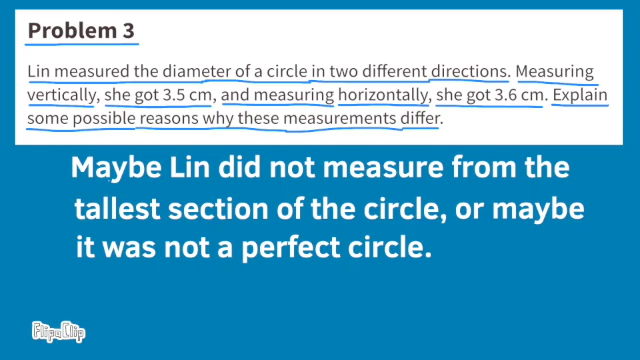 Problem 3
Lin measured the diameter of a circle in two different directions. Measuring
vertically, she got 3.5 cm, and measuring horizontally, she got 3.6 cm. Explain
some possible reasons why these measurements differ.
Maybe Lin did not measure from the
tallest section of the circle, or maybe
it was not a perfect circle.
FlipaClip